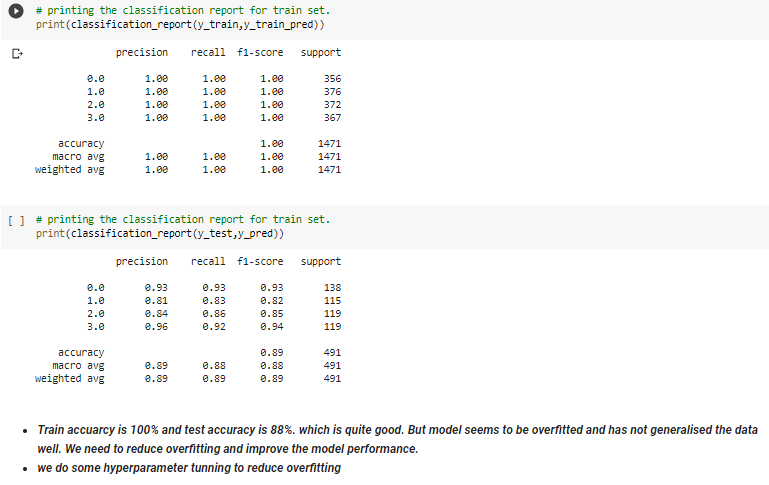 # printing the classification report for train set.
print(classification_report(y_train,y_train_pred))
precision recall f1-score support
0.0 1.00 1.00 1.00 356
1.0 1.00 1.00 1.00 376
2.0 1.00 1.00 1.00 372
3.0 1.00 1.00 1.00 367
accuracy 1.00 1471
macro avg 1.00 1.00 1.00 1471
weighted avg 1.00 1.00 1.00 1471
[ ] # printing the classification report for train set.
print(classification_report(y_test,y_pred))
precision recall f1-score support
0.0 0.93 0.93 0.93 138
1.0 0.81 0.83 0.82 115
2.0 0.84 0.86 0.85 119
3.0 0.96 0.92 0.94 119
accuracy 0.89 491
macro avg 0.89 0.88 0.88 491
weighted avg 0.89 0.89 0.89 491
• Train accuarcy is 100% and test accuracy is 88%. which is quite good. But model seems to be overfitted and has not generalised the data
well. We need to reduce overfitting and improve the model performance.
• we do some hyperparameter tunning to reduce overfitting